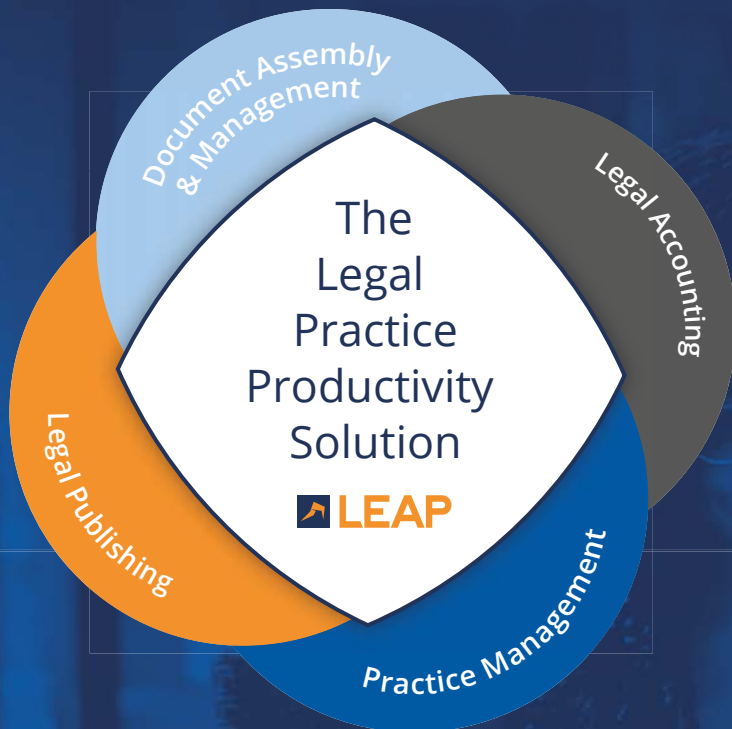 Document Assembly
& Management
Legal Accounting
The
Legal
Practice
Productivity
Solution
LEAP
Legal Publishing
Practice Management